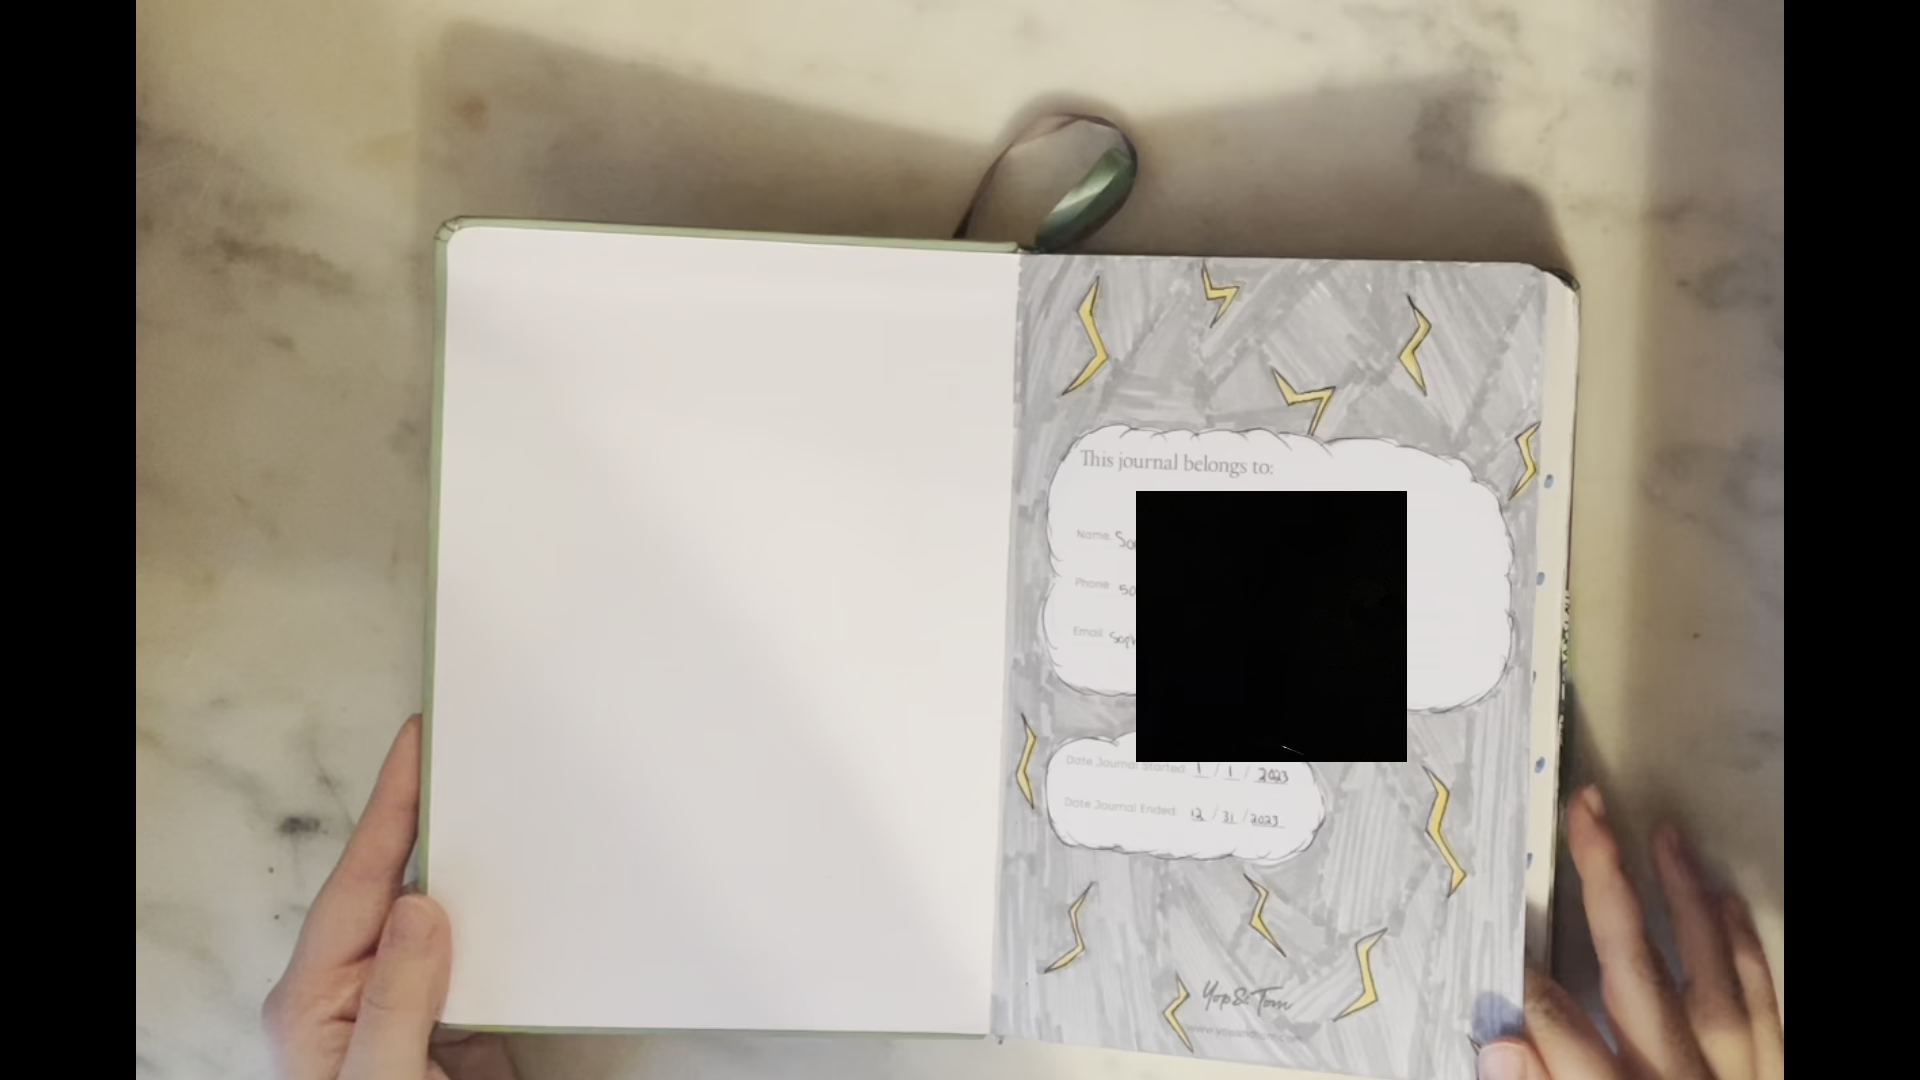 This journal belongs to:
Name:
Phone:
Email:
Date Journal Started: 1 / 1 / 2023
Date Journal Ended: 12 / 31 / 2023
Yop & Tom